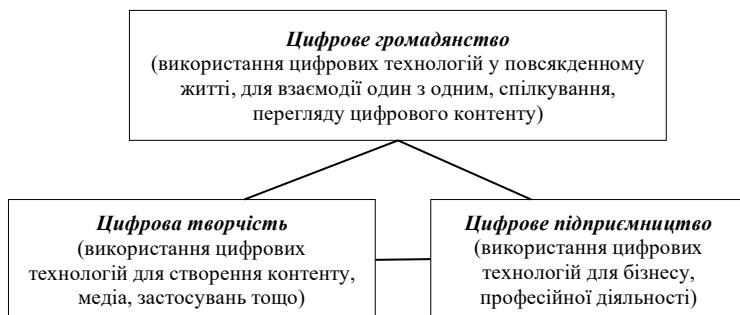 Цифрове громадянство
(використання цифрових технологій у повсякденному
житті, для взаємодії один з одним, спілкування,
перегляду цифрового контенту)
Цифрова творчість
(використання цифрових
технологій для створення контенту,
медіа, застосувань тощо)
Цифрове підприємництво
(використання цифрових
технологій для бізнесу,
професійної діяльності)